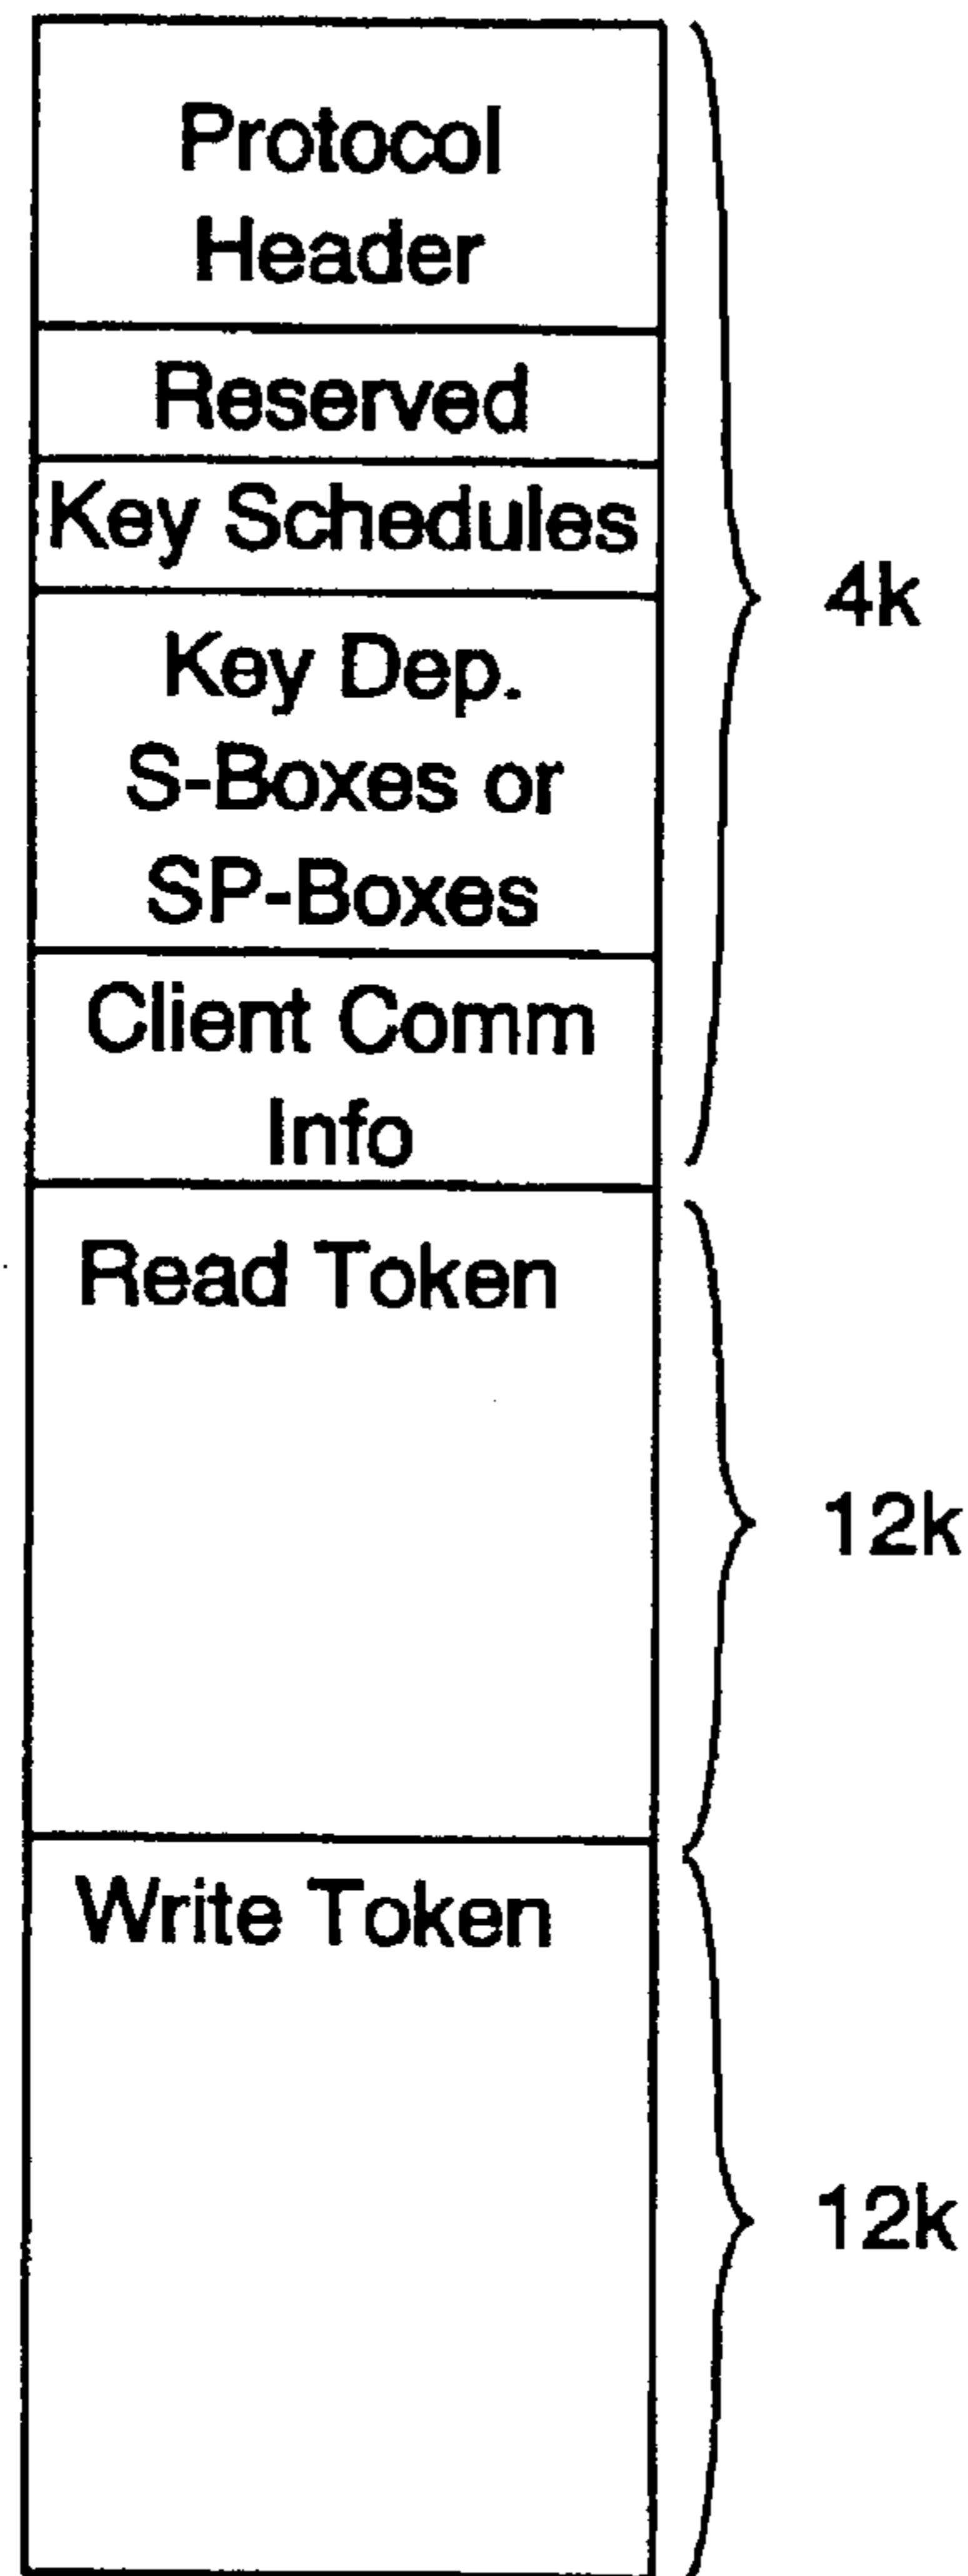 Protocol
Header
Reserved
Key Schedules
Key Dep.
S-Boxes or
SP-Boxes
Client Comm
Info
4k
Read Token
12k
Write Token
12k